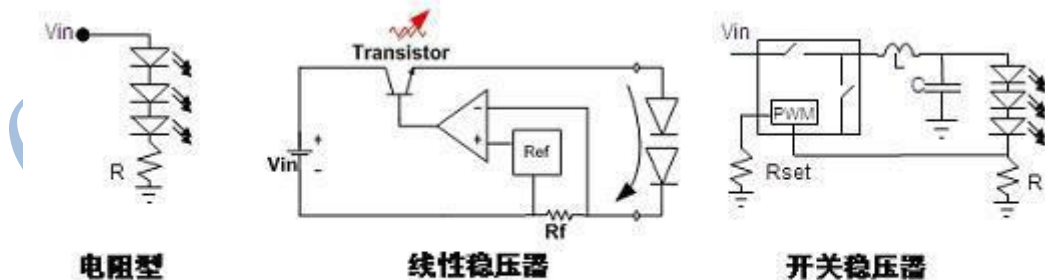 Vin
R
电阻型
Transistor
Vin
+
-
-
+
Ref
Rf
线性稳压器
Vin
L
C
PWM
Rset
R
开关稳压器